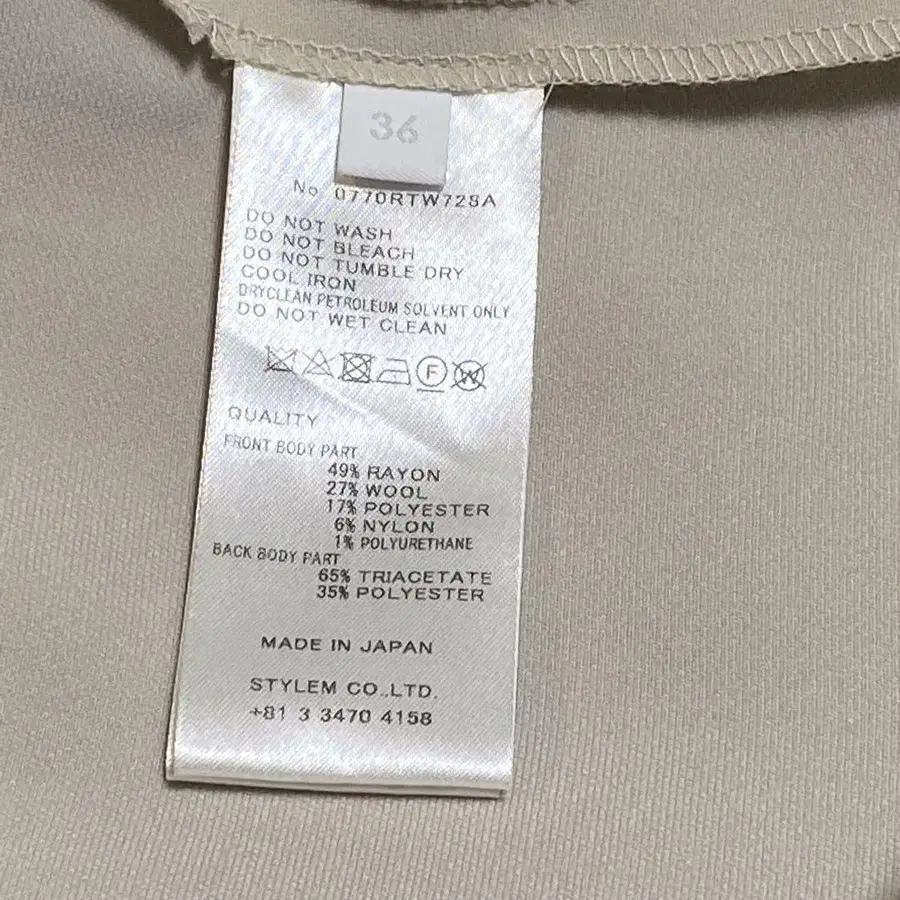 36
No. 0770RTW728A
DO NOT WASH
DO NOT BLEACH
DO NOT TUMBLE DRY
COOL IRON
DRYCLEAN PETROLEUM SOLVENT ONLY
DO NOT WET CLEAN
F W
QUALITY
FRONT BODY PART
49% RAYON
27% WOOL
17% POLYESTER
6% NYLON
1% POLYURETHANE
BACK BODY PART
65% TRIACETATE
35% POLYESTER
MADE IN JAPAN
STYLEM CO.,LTD.
+81 3 3470 4158